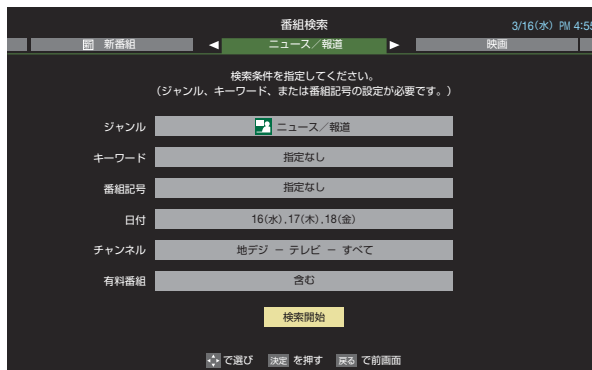 番組検索 3/16(水) PM 4:55
新番組 ニュース／報道 映画
検索条件を指定してください。
（ジャンル、キーワード、または番組記号の設定が必要です。）
ジャンル ニュース／報道
キーワード 指定なし
番組記号 指定なし
日付 16(水),17(木),18(金)
チャンネル 地デジ － テレビ － すべて
有料番組 含む
検索開始
で選び 決定 を押す 戻る で前画面